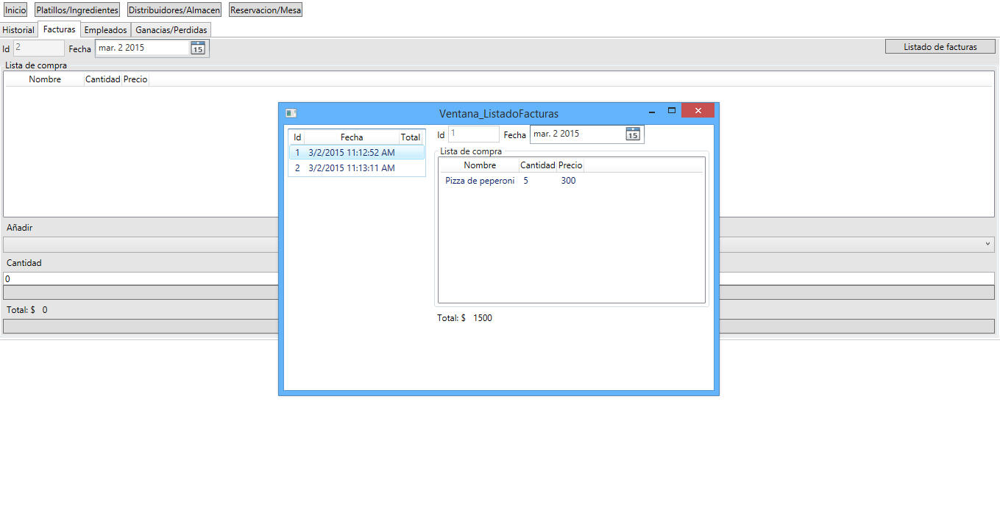 Inicio Platillos/Ingredientes Distribuidores/Almacen Reservacion/Mesa
Historial Facturas Empleados Ganacias/Perdidas
Id 2 Fecha mar. 2 2015 15 Listado de facturas
Lista de compra
Nombre Cantidad Precio
Añadir
Cantidad
0
Total: $ 0
Ventana_ListadoFacturas
Id Fecha Total
1 3/2/2015 11:12:52 AM
2 3/2/2015 11:13:11 AM
Id 1 Fecha mar. 2 2015 15
Lista de compra
Nombre Cantidad Precio
Pizza de peperoni 5 300
Total: $ 1500